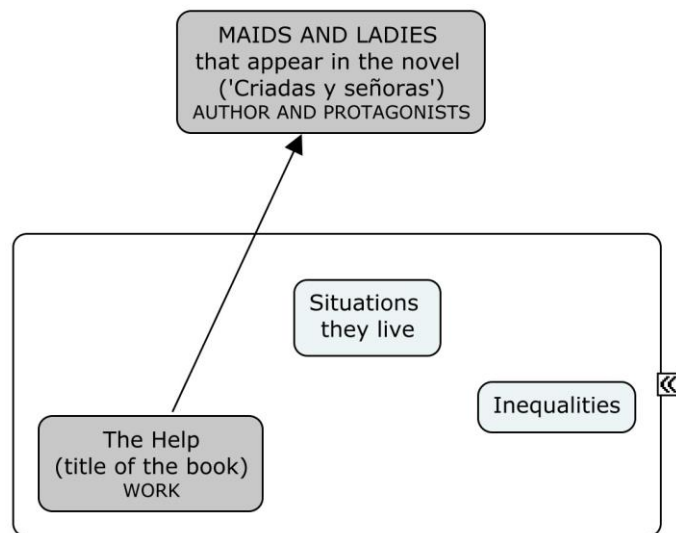 MAIDS AND LADIES
that appear in the novel
('Criadas y señoras')
AUTHOR AND PROTAGONISTS
Situations
they live
Inequalities
The Help
(title of the book)
WORK